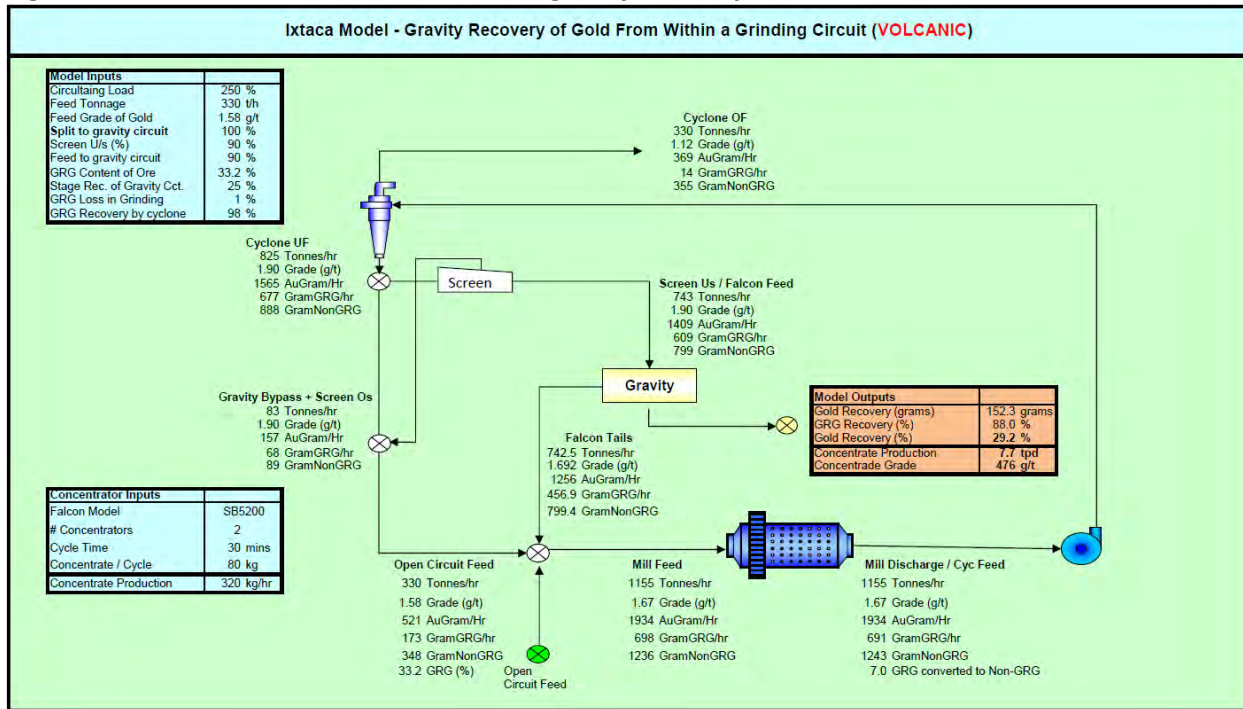 Ixtaca Model - Gravity Recovery of Gold From Within a Grinding Circuit (VOLCANIC)
Model Inputs
Circultaing Load 250 %
Feed Tonnage 330 t/h
Feed Grade of Gold 1.58 g/t
Split to gravity circuit 100 %
Screen U/s (%) 90 %
Feed to gravity circuit 90 %
GRG Content of Ore 33.2 %
Stage Rec. of Gravity Cct. 25 %
GRG Loss in Grinding 1 %
GRG Recovery by cyclone 98 %
Cyclone OF
330 Tonnes/hr
1.12 Grade (g/t)
369 AuGram/Hr
14 GramGRG/hr
355 GramNonGRG
Cyclone UF
825 Tonnes/hr
1.90 Grade (g/t)
1565 AuGram/Hr
677 GramGRG/hr
888 GramNonGRG
Screen
Screen Us / Falcon Feed
743 Tonnes/hr
1.90 Grade (g/t)
1409 AuGram/Hr
609 GramGRG/hr
799 GramNonGRG
Gravity
Gravity Bypass + Screen Os
83 Tonnes/hr
1.90 Grade (g/t)
157 AuGram/Hr
68 GramGRG/hr
89 GramNonGRG
Model Outputs
Gold Recovery (grams) 152.3 grams
GRG Recovery (%) 88.0 %
Gold Recovery (%) 29.2 %
Concentrate Production 7.7 tpd
Concentrade Grade 476 g/t
Falcon Tails
742.5 Tonnes/hr
1.692 Grade (g/t)
1256 AuGram/Hr
456.9 GramGRG/hr
799.4 GramNonGRG
Concentrator Inputs
Falcon Model SB5200
# Concentrators 2
Cycle Time 30 mins
Concentrate / Cycle 80 kg
Concentrate Production 320 kg/hr
Open Circuit Feed
330 Tonnes/hr
1.58 Grade (g/t)
521 AuGram/Hr
173 GramGRG/hr
348 GramNonGRG
33.2 GRG (%)
Open
Circuit Feed
Mill Feed
1155 Tonnes/hr
1.67 Grade (g/t)
1934 AuGram/Hr
698 GramGRG/hr
1236 GramNonGRG
Mill Discharge / Cyc Feed
1155 Tonnes/hr
1.67 Grade (g/t)
1934 AuGram/Hr
691 GramGRG/hr
1243 GramNonGRG
7.0 GRG converted to Non-GRG